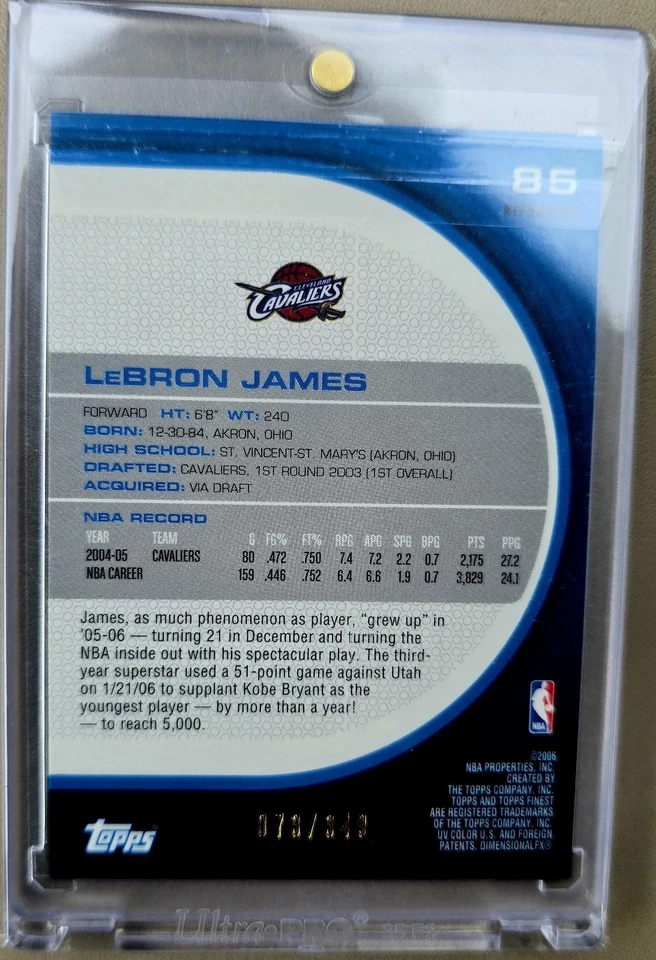 85
CLEVELAND
CAVALIERS
LeBRON JAMES
FORWARD HT: 6'8" WT: 240
BORN: 12-30-84, AKRON, OHIO
HIGH SCHOOL: ST. VINCENT-ST. MARY'S (AKRON, OHIO)
DRAFTED: CAVALIERS, 1ST ROUND 2003 (1ST OVERALL)
ACQUIRED: VIA DRAFT
NBA RECORD
YEAR TEAM G FG% FT% RPG APG SPG BPG PTS PPG
2004-05 CAVALIERS 80 .472 .750 7.4 7.2 2.2 0.7 2,175 27.2
NBA CAREER 159 .446 .752 6.4 6.6 1.9 0.7 3,829 24.1
James, as much phenomenon as player, "grew up" in
'05-06 — turning 21 in December and turning the
NBA inside out with his spectacular play. The third-
year superstar used a 51-point game against Utah
on 1/21/06 to supplant Kobe Bryant as the
youngest player — by more than a year!
— to reach 5,000.
NBA
©2006
NBA PROPERTIES, INC.
CREATED BY
THE TOPPS COMPANY, INC.
TOPPS AND TOPPS FINEST
ARE REGISTERED TRADEMARKS
OF THE TOPPS COMPANY, INC.
UV COLOR U.S. AND FOREIGN
PATENTS, DIMENSIONALFX®
topps
073/349
Ultra•PRO®